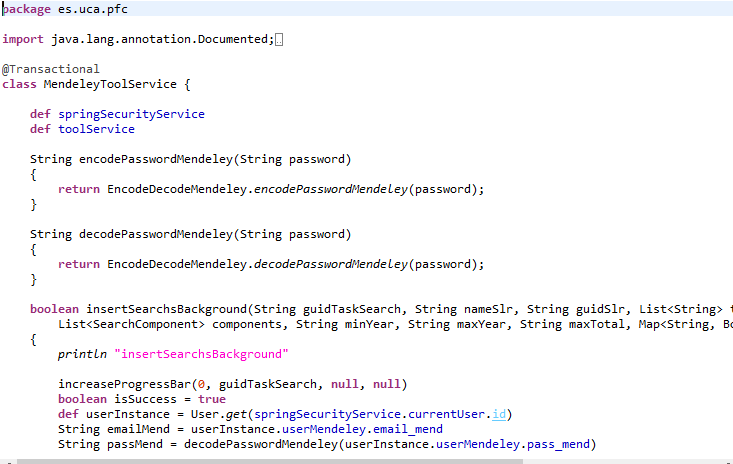 package es.uca.pfc
import java.lang.annotation.Documented;
@Transactional
class MendeleyToolService {
def springSecurityService
def toolService
String encodePasswordMendeley(String password)
{
return EncodeDecodeMendeley.encodePasswordMendeley(password);
}
String decodePasswordMendeley(String password)
{
return EncodeDecodeMendeley.decodePasswordMendeley(password);
}
boolean insertSearchsBackground(String guidTaskSearch, String nameSlr, String guidSlr, List<String>
List<SearchComponent> components, String minYear, String maxYear, String maxTotal, Map<String,
{
println "insertSearchsBackground"
increaseProgressBar(0, guidTaskSearch, null, null)
boolean isSuccess = true
def userInstance = User.get(springSecurityService.currentUser.id)
String emailMend = userInstance.userMendeley.email_mend
String passMend = decodePasswordMendeley(userInstance.userMendeley.pass_mend)